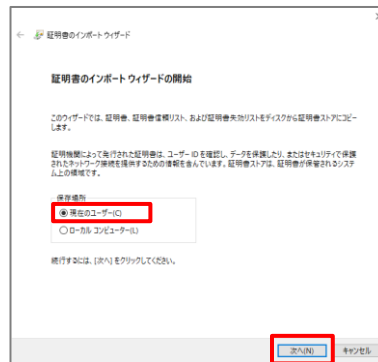 証明書のインポート ウィザード
証明書のインポート ウィザードの開始
このウィザードでは、証明書、証明書信頼リスト、および証明書失効リストをディスクから証明書ストアにコピー
します。
証明機関によって発行された証明書は、ユーザー ID を確認し、データを保護したり、またはセキュリティで保護
されたネットワーク接続を提供するための情報を含んでいます。証明書ストアは、証明書が保管されるシステ
ム上の領域です。
保存場所
現在のユーザー(C)
ローカル コンピューター(L)
続行するには、[次へ] をクリックしてください。
次へ(N)
キャンセル